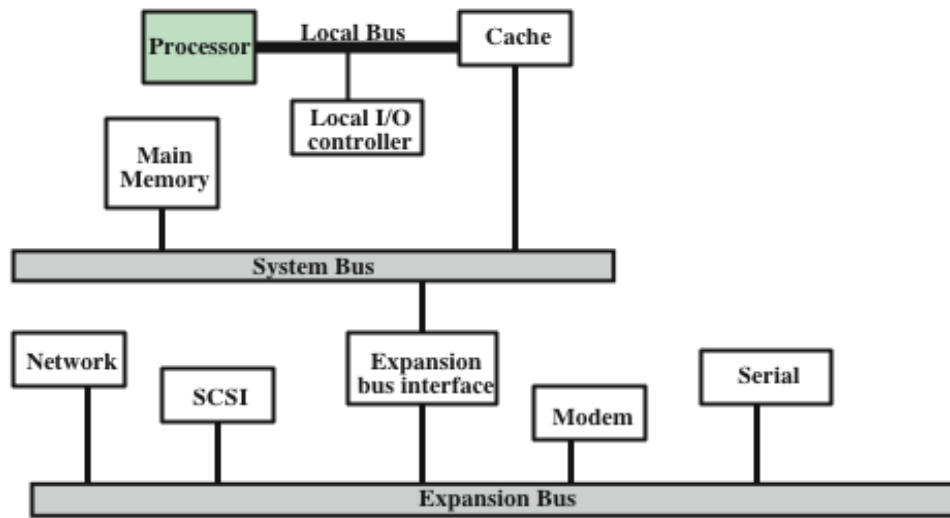 Processor
Local Bus
Cache
Local I/O
controller
Main
Memory
System Bus
Network
SCSI
Expansion
bus interface
Modem
Serial
Expansion Bus